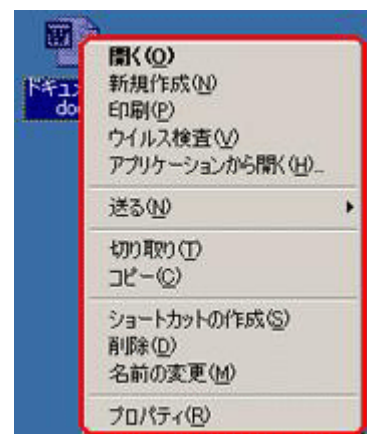 ドキュ
do
開く(O)
新規作成(N)
印刷(P)
ウイルス検査(V)
アプリケーションから開く(H)...
送る(N)
切り取り(T)
コピー(C)
ショートカットの作成(S)
削除(D)
名前の変更(M)
プロパティ(R)